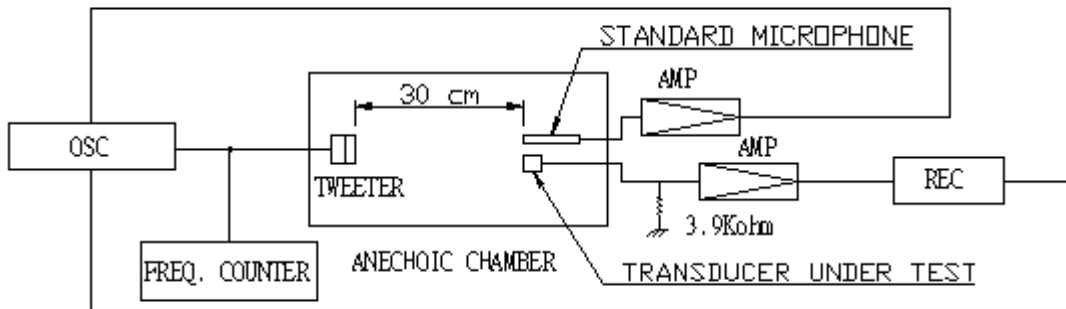 STANDARD MICROPHONE
AMP
30 cm
OSC
AMP
TWEETER
REC
3.9Kohm
ANECHOIC CHAMBER
FREQ. COUNTER
TRANSDUCER UNDER TEST